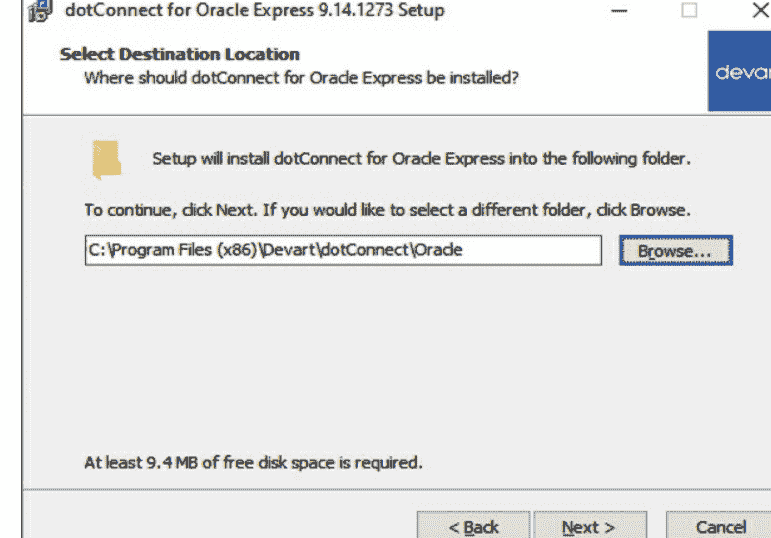 dotConnect for Oracle Express 9.14.1273 Setup
Select Destination Location
Where should dotConnect for Oracle Express be installed?
devar
Setup will install dotConnect for Oracle Express into the following folder.
To continue, click Next. If you would like to select a different folder, click Browse.
C:\Program Files (x86)\Devart\dotConnect\Oracle
Browse...
At least 9.4 MB of free disk space is required.
< Back
Next >
Cancel